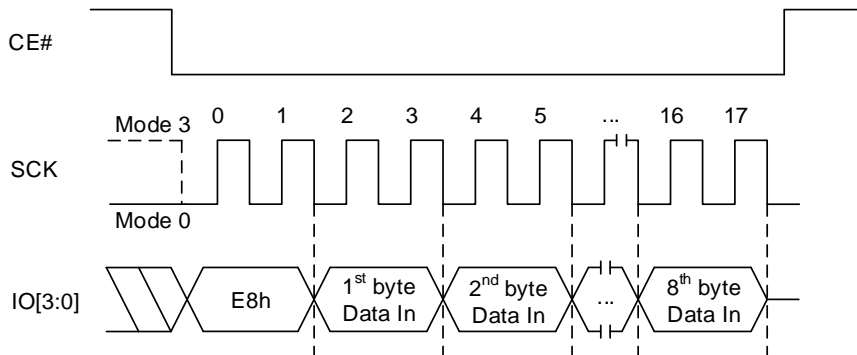 CE#
Mode 3
0 1 2 3 4 5 ... 16 17
SCK
Mode 0
IO[3:0]
E8h
1st byte
Data In
2nd byte
Data In
...
8th byte
Data In